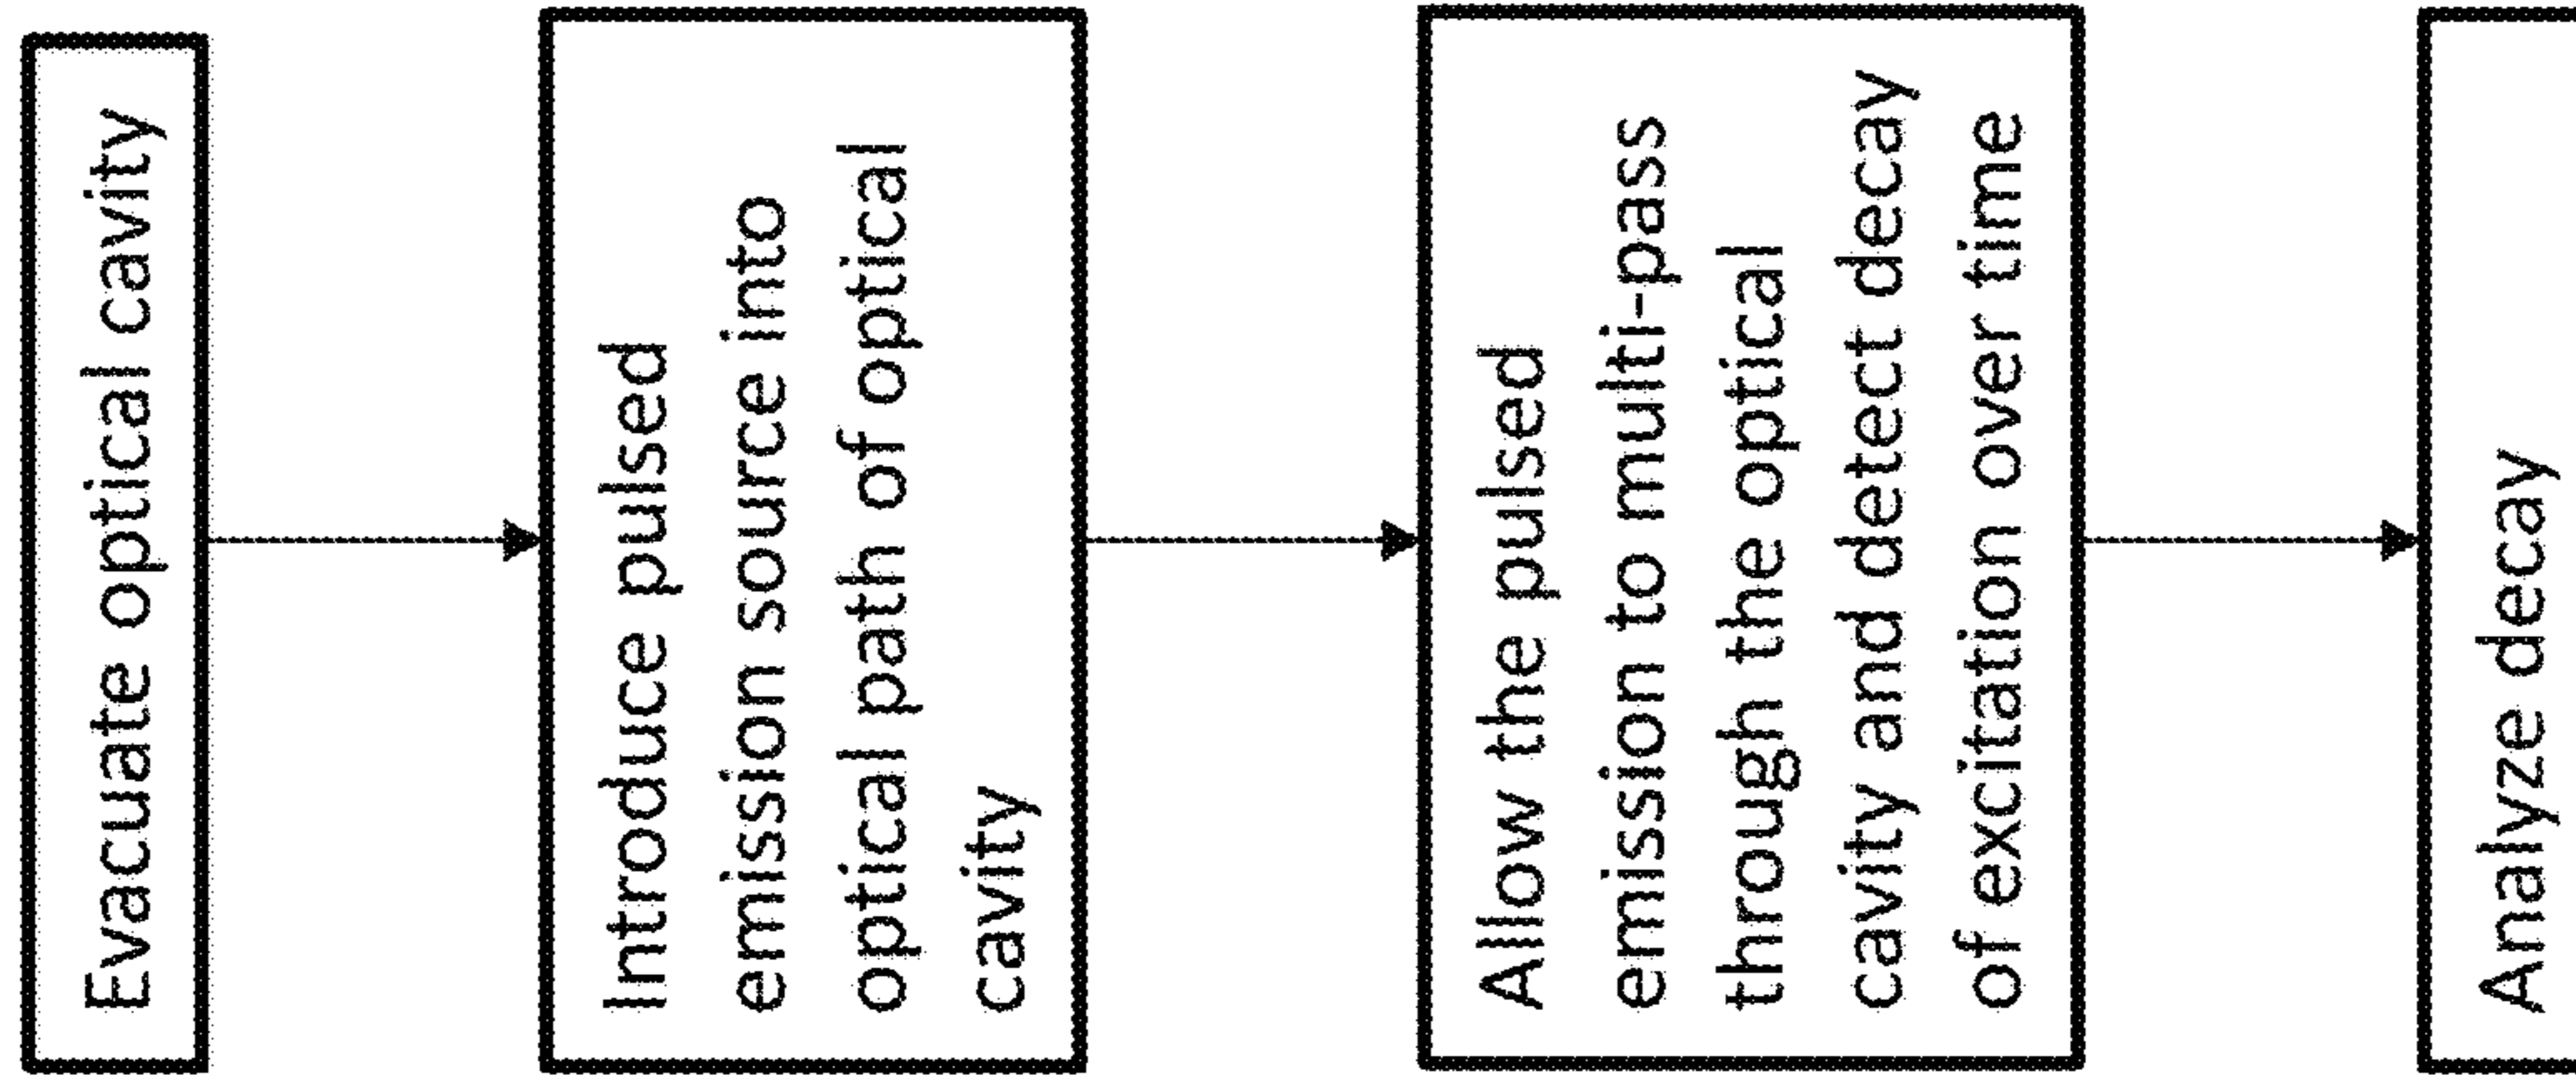 Evacuate optical cavity
Introduce pulsed
emission source into
optical path of optical
cavity
Allow the pulsed
emission to multi-pass
through the optical
cavity and detect decay
of excitation over time
Analyze decay